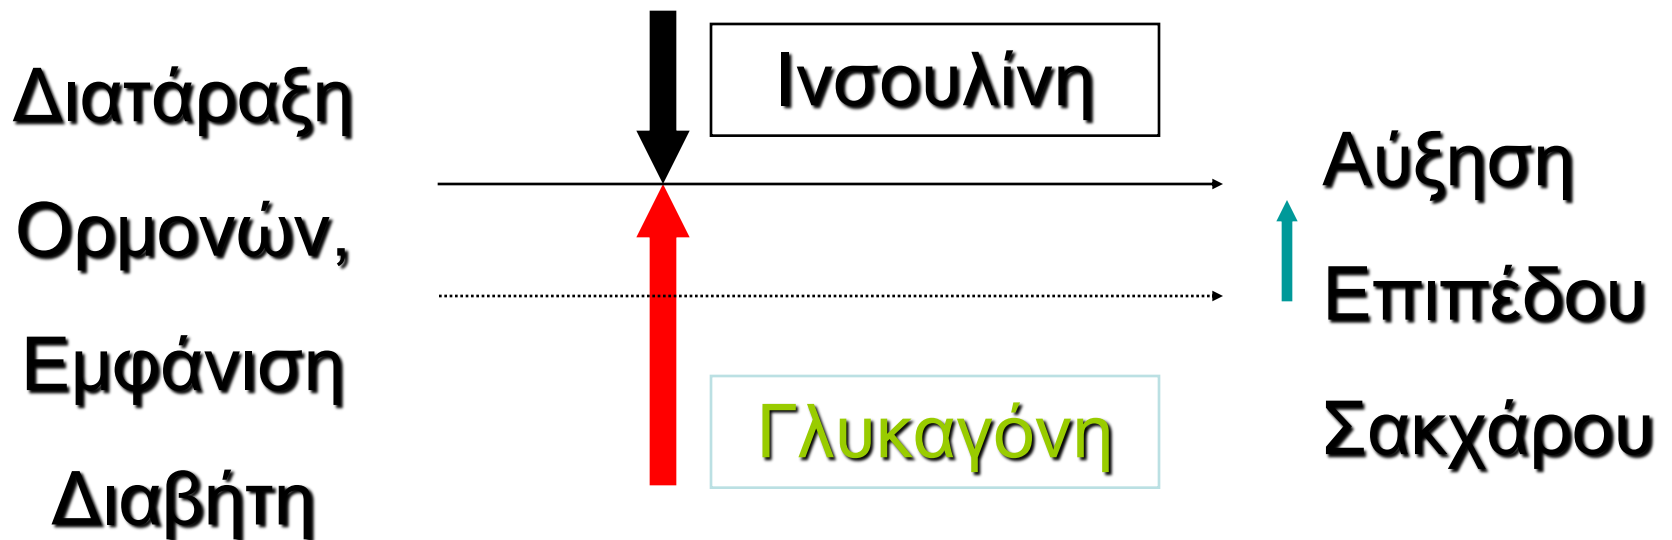 Διατάραξη
Ορμονών,
Εμφάνιση
Διαβήτη
Ινσουλίνη
Γλυκαγόνη
Αύξηση
Επιπέδου
Σακχάρου